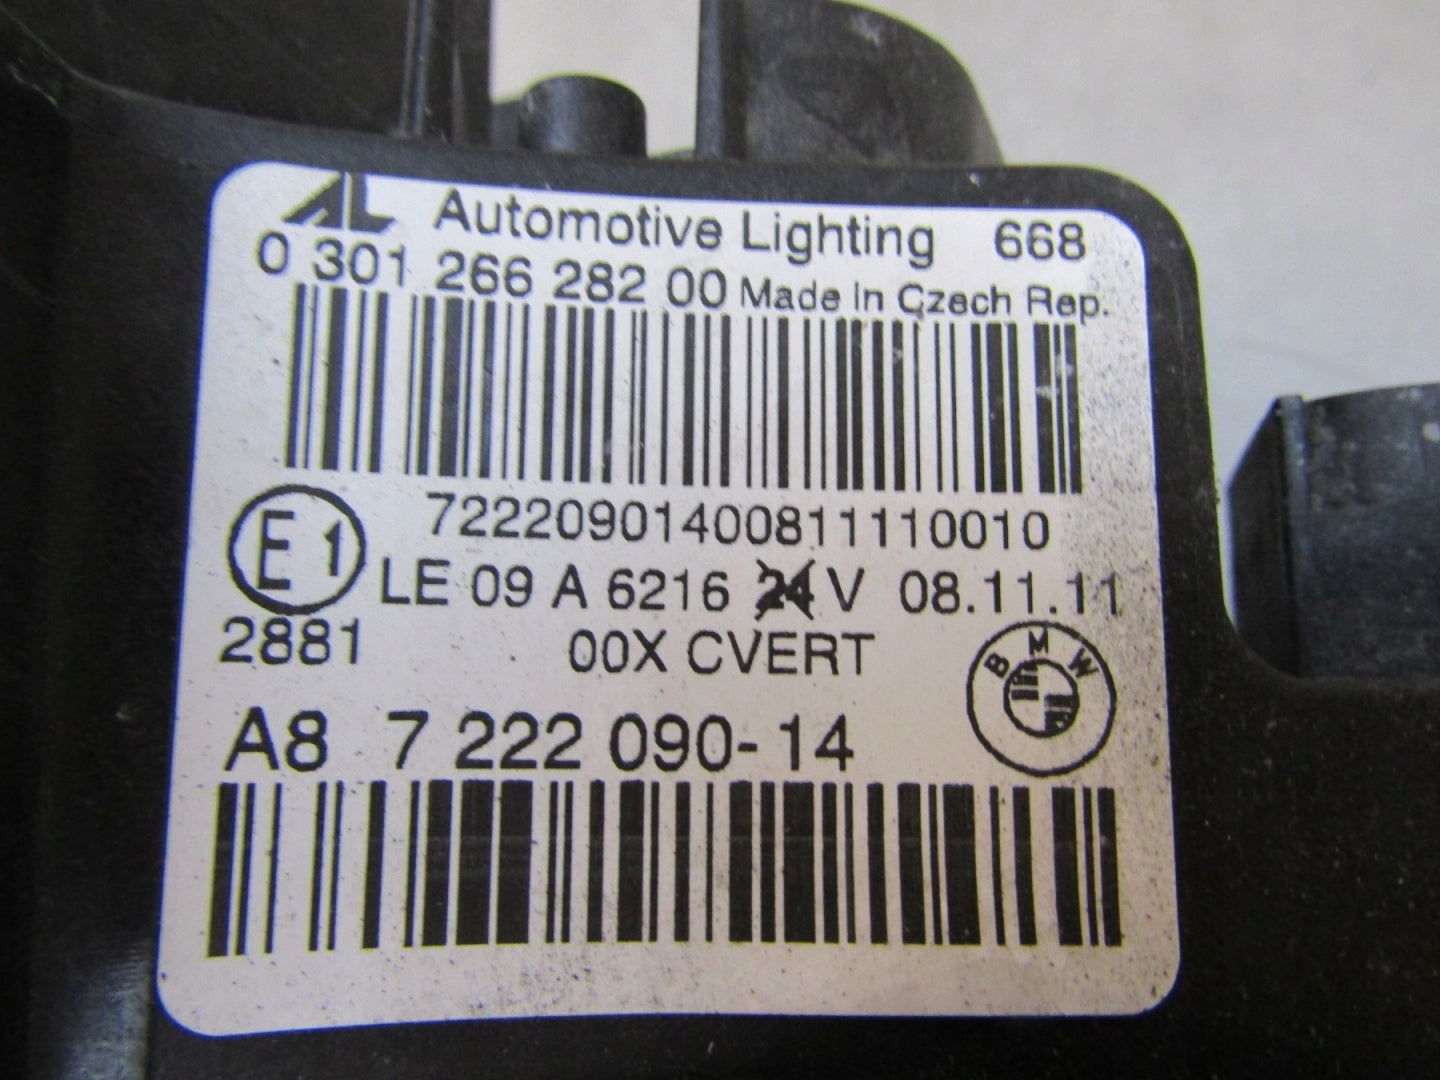 AL Automotive Lighting 668
0 301 266 282 00 Made in Czech Rep.
72220901400811110010
E1 LE 09 A 6216 24 V 08.11.11
2881 00X CVERT
BMW
A8 7 222 090-14